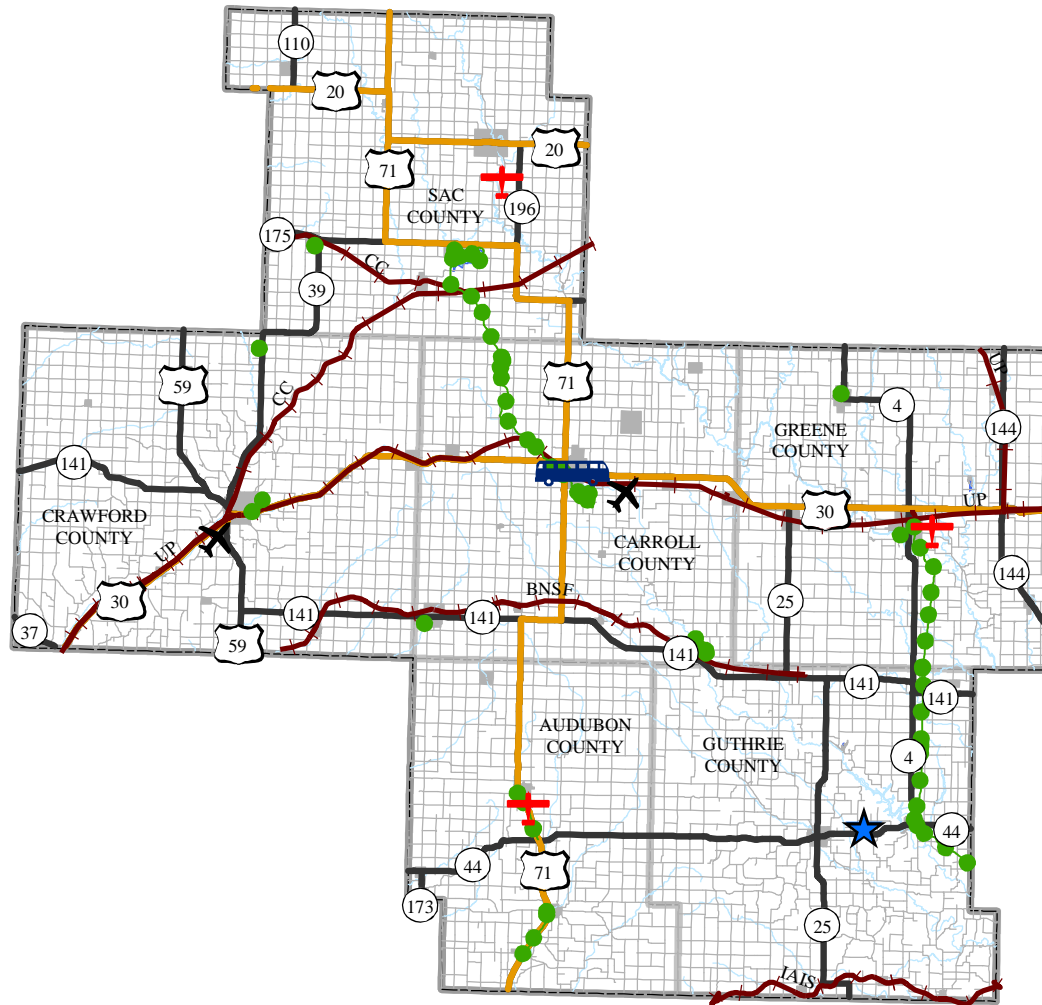 110
20
20
71
SAC
COUNTY
196
175
CC
39
59
CC
71
UP
4
144
GREENE
COUNTY
141
CRAWFORD
COUNTY
30
UP
UP
CARROLL
COUNTY
144
30
BNSF
25
141
141
37
59
141
141
141
AUDUBON
COUNTY
GUTHRIE
COUNTY
4
44
44
71
173
25
IAIS